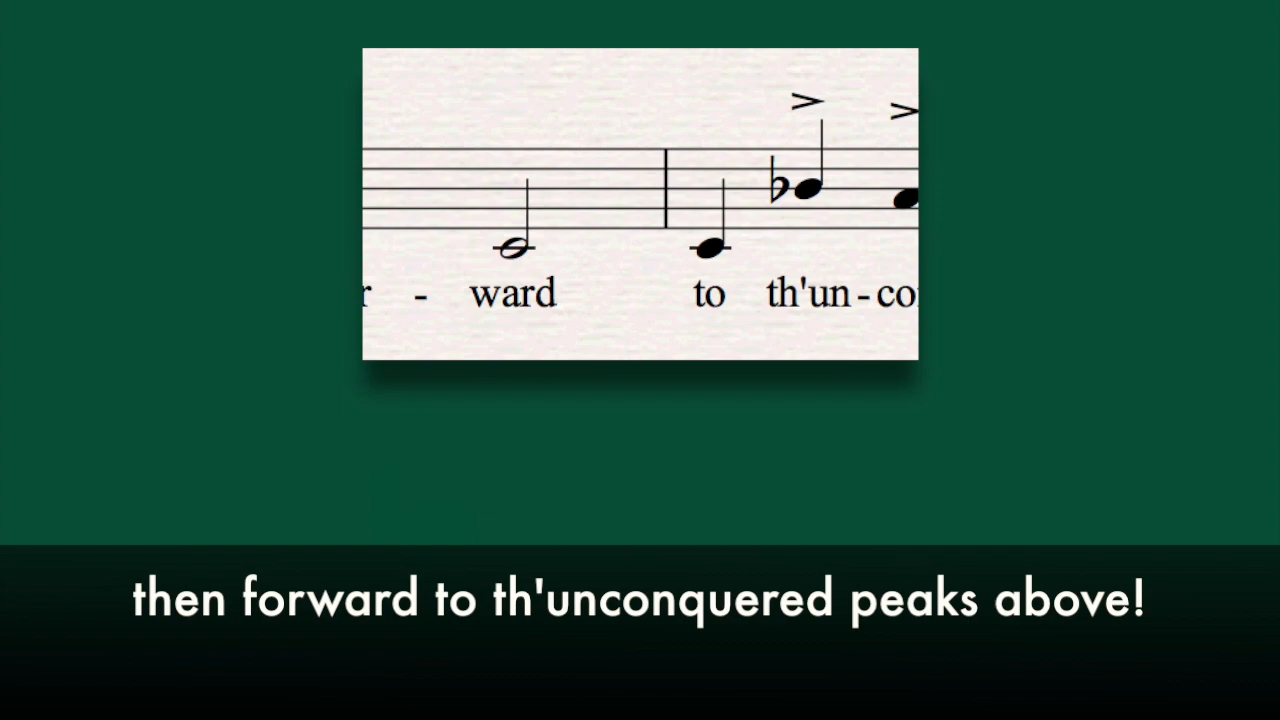 r - ward to th'un - co
then forward to th'unconquered peaks above!